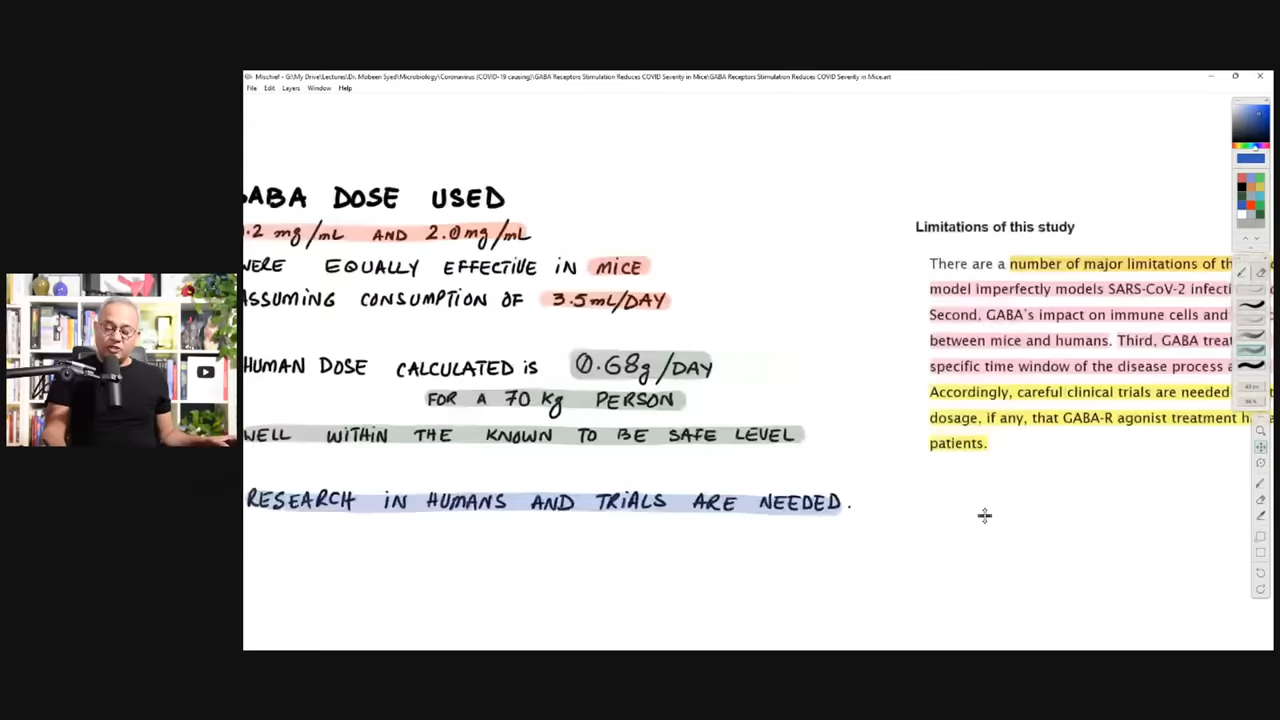 Mischief - G:\My Drive\Lectures\Dr. Mobeen Syed\Microbiology\Coronavirus (COVID-19 causing)\GABA Receptors Stimulation Reduces COVID Severity in Mice\GABA Receptors Stimulation Reduces COVID Severity in Mice.art
File Edit Layers Window Help
GABA DOSE USED
.2 mg/mL AND 2.0mg/mL
WERE EQUALLY EFFECTIVE IN MICE
ASSUMING CONSUMPTION OF 3.5mL/DAY
HUMAN DOSE CALCULATED iS 0.68g/DAY
FOR A 70 Kg PERSON
WELL WITHIN THE KNOWN TO BE SAFE LEVEL
RESEARCH iN HUMANS AND TRiALS ARE NEEDED.
Limitations of this study
There are a number of major limitations of th
model imperfectly models SARS-CoV-2 infecti
Second, GABA's impact on immune cells and
between mice and humans. Third, GABA treat
specific time window of the disease process a
Accordingly, careful clinical trials are needed
dosage, if any, that GABA-R agonist treatment h
patients.